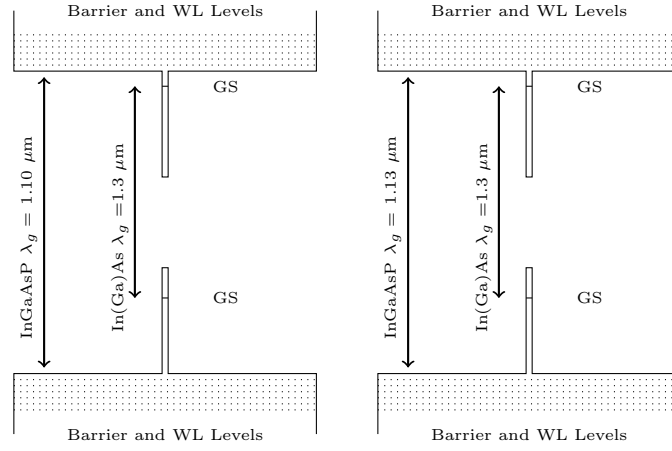 Barrier and WL Levels
GS
InGaAsP λg = 1.10 μm
In(Ga)As λg =1.3 μm
GS
Barrier and WL Levels
Barrier and WL Levels
GS
InGaAsP λg = 1.13 μm
In(Ga)As λg =1.3 μm
GS
Barrier and WL Levels